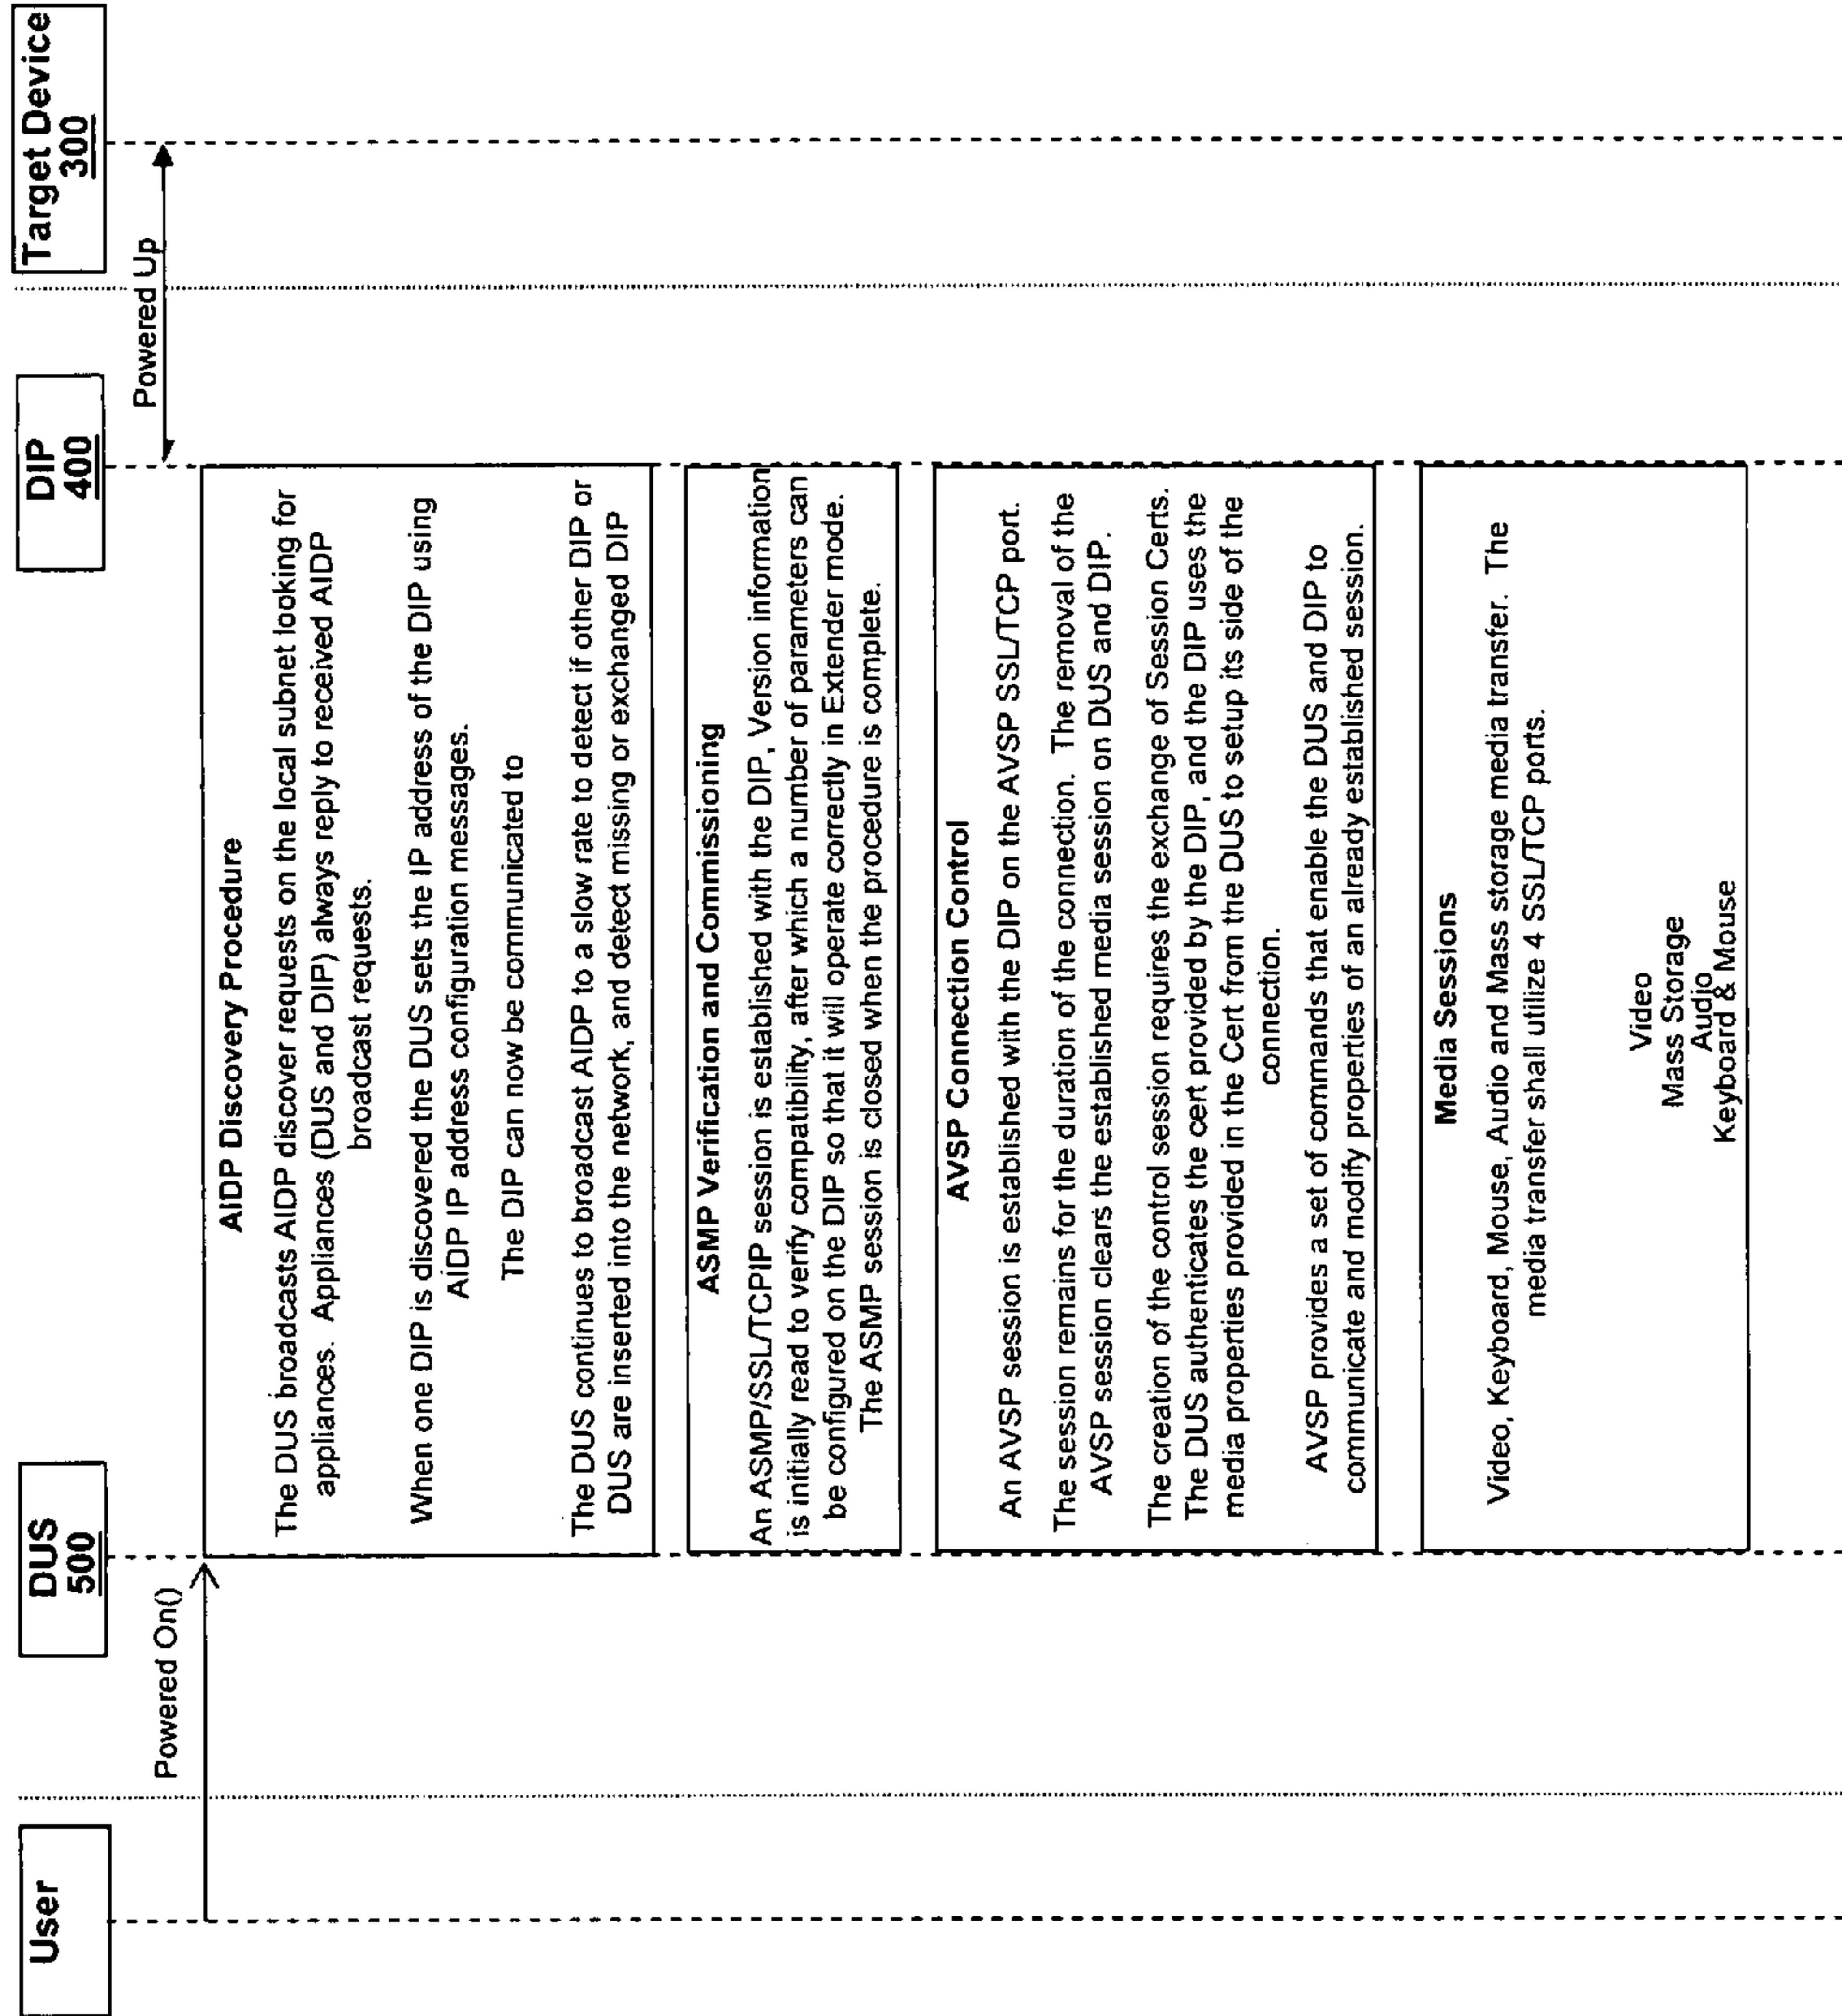 User
DUS
500
DIP
400
Target Device
300
Powered On()
Powered Up
AIDP Discovery Procedure
The DUS broadcasts AIDP discover requests on the local subnet looking for
appliances. Appliances (DUS and DIP) always reply to received AIDP
broadcast requests.
When one DIP is discovered the DUS sets the IP address of the DIP using
AIDP IP address configuration messages.
The DIP can now be communicated to
The DUS continues to broadcast AIDP to a slow rate to detect if other DIP or
DUS are inserted into the network, and detect missing or exchanged DIP
ASMP Verification and Commissioning
An ASMP/SSL/TCPIP session is established with the DIP, Version information
is initially read to verify compatibility, after which a number of parameters can
be configured on the DIP so that it will operate correctly in Extender mode.
The ASMP session is closed when the procedure is complete.
AVSP Connection Control
An AVSP session is established with the DIP on the AVSP SSL/TCP port.
The session remains for the duration of the connection. The removal of the
AVSP session clears the established media session on DUS and DIP.
The creation of the control session requires the exchange of Session Certs.
The DUS authenticates the cert provided by the DIP, and the DIP uses the
media properties provided in the Cert from the DUS to setup its side of the
connection.
AVSP provides a set of commands that enable the DUS and DIP to
communicate and modify properties of an already established session.
Media Sessions
Video, Keyboard, Mouse, Audio and Mass storage media transfer. The
media transfer shall utilize 4 SSL/TCP ports.
Video
Mass Storage
Audio
Keyboard & Mouse